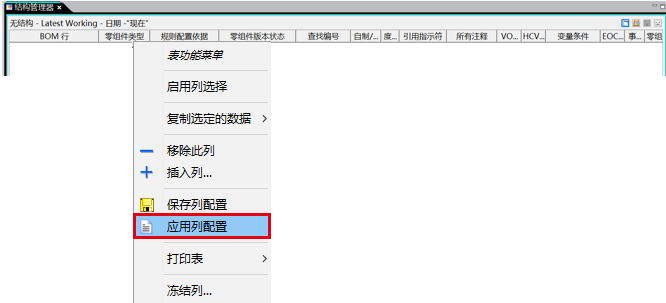 结构管理器
无结构 - Latest Working - 日期 -"现在"
BOM 行 零组件类型 规则配置依据 零组件版本状态 查找编号 自制/... 度... 引用指示符 所有注释 VO... HCV... 变量条件 EOC... 事... 零组
表功能菜单
启用列选择
复制选定的数据
移除此列
插入列...
保存列配置
应用列配置
打印表
冻结列...